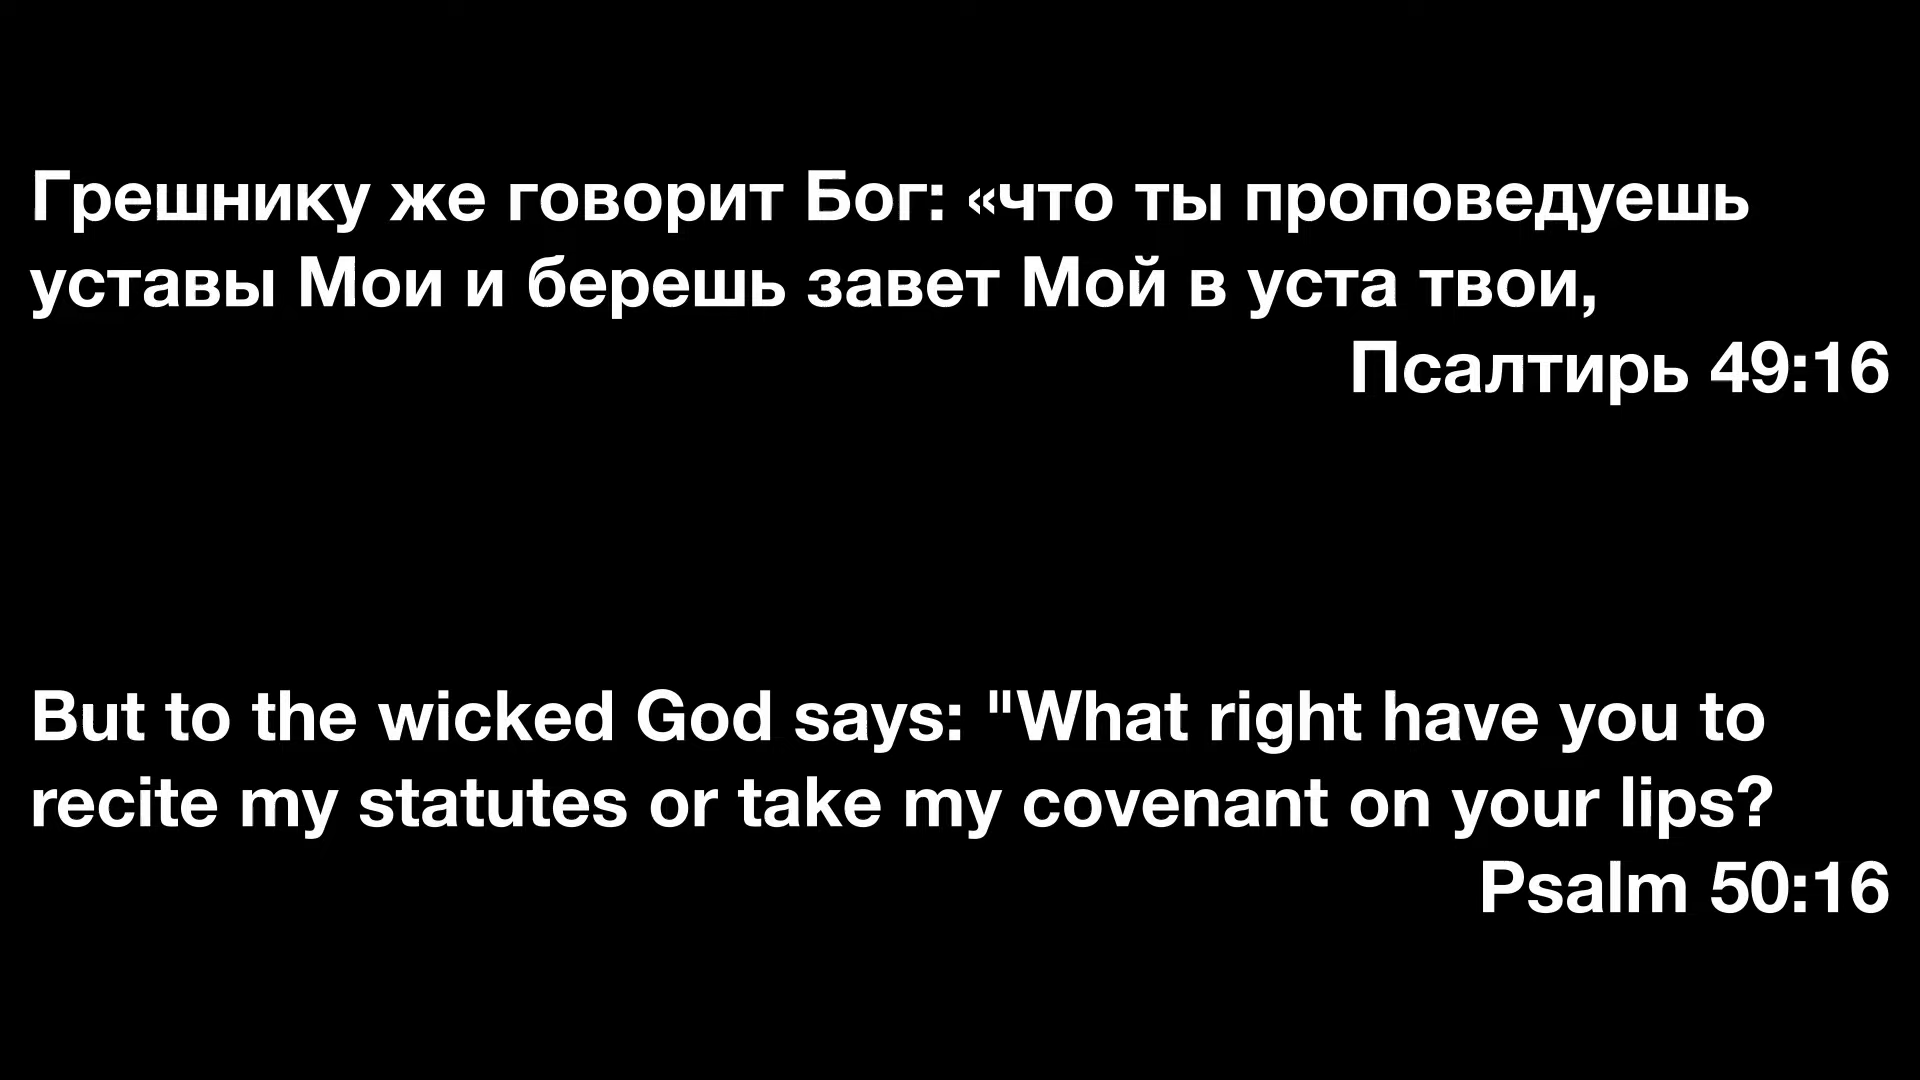 Грешнику же говорит Бог: «что ты проповедуешь
уставы Мои и берешь завет Мой в уста твои,
Псалтирь 49:16
But to the wicked God says: "What right have you to
recite my statutes or take my covenant on your lips?
Psalm 50:16